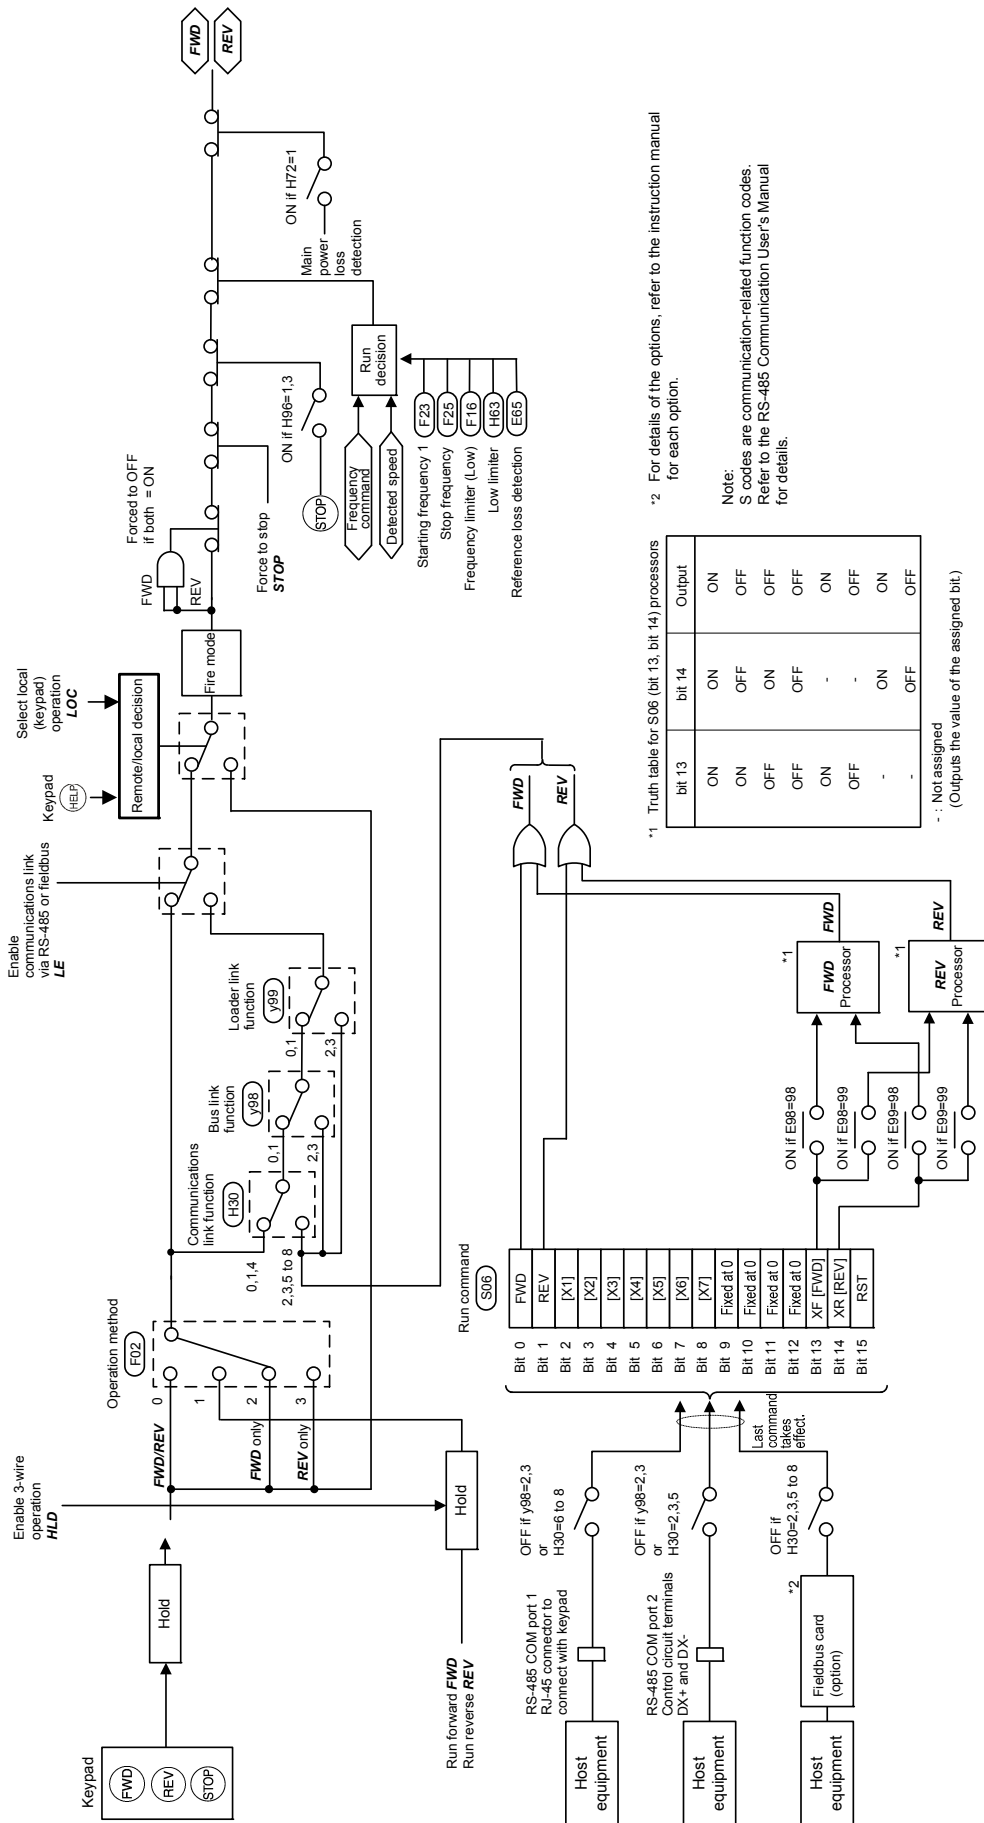 Keypad
FWD
REV
STOP
Hold
Enable 3-wire
operation
HLD
Run forward FWD
Run reverse REV
Hold
Operation method
F02
0
1
2
3
FWD/REV
FWD only
REV only
Communications
link function
H30
0,1,4
2,3,5 to 8
Bus link
function
y98
0,1
2,3
Loader link
function
y99
0,1
2,3
Enable
communications link
via RS-485 or fieldbus
LE
Keypad
HELP
Select local
(keypad)
operation
LOC
Remote/local decision
Fire mode
FWD
REV
Forced to OFF
if both = ON
Force to stop
STOP
STOP
ON if H96=1,3
Frequency
command
Detected speed
Run
decision
Starting frequency 1
F23
Stop frequency
F25
Frequency limiter (Low)
F16
Low limiter
H63
Reference loss detection
E65
Main
power
loss
detection
ON if H72=1
FWD
REV
Host
equipment
RS-485 COM port 1
RJ-45 connector to
connect with keypad
OFF if y98=2,3
or
H30=6 to 8
Host
equipment
RS-485 COM port 2
Control circuit terminals
DX+ and DX-
OFF if y98=2,3
or
H30=2,3,5
Host
equipment
Fieldbus card
(option)
*2
OFF if
H30=2,3,5 to 8
Last
command
takes
effect.
Run command
S06
Bit 0 FWD
Bit 1 REV
Bit 2 [X1]
Bit 3 [X2]
Bit 4 [X3]
Bit 5 [X4]
Bit 6 [X5]
Bit 7 [X6]
Bit 8 [X7]
Bit 9 Fixed at 0
Bit 10 Fixed at 0
Bit 11 Fixed at 0
Bit 12 Fixed at 0
Bit 13 XF [FWD]
Bit 14 XR [REV]
Bit 15 RST
ON if E98=98
ON if E98=99
ON if E99=98
ON if E99=99
*1
FWD
Processor
*1
REV
Processor
FWD
REV
FWD
REV
*1 Truth table for S06 (bit 13, bit 14) processors
bit 13 bit 14 Output
ON ON ON
ON OFF OFF
OFF ON OFF
OFF OFF OFF
ON - ON
OFF - OFF
- ON ON
- OFF OFF
- : Not assigned
(Outputs the value of the assigned bit.)
*2 For details of the options, refer to the instruction manual
for each option.
Note:
S codes are communication-related function codes.
Refer to the RS-485 Communication User's Manual
for details.